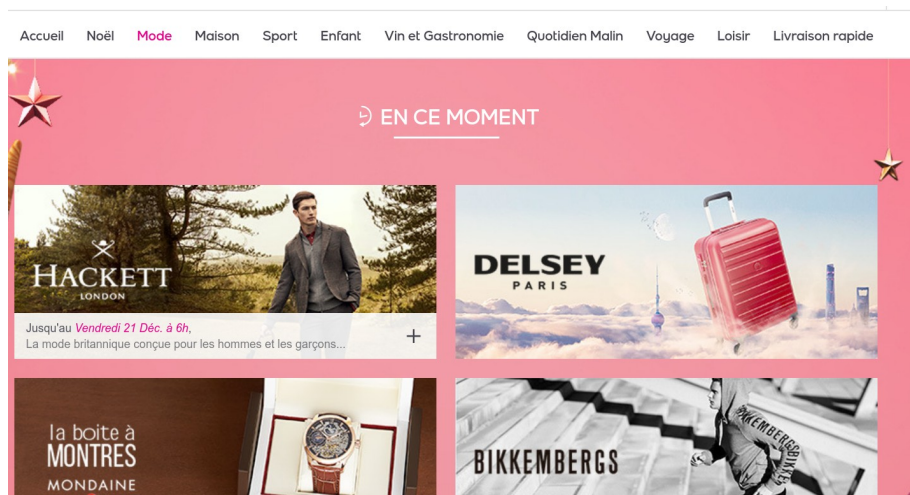 Accueil Noël Mode Maison Sport Enfant Vin et Gastronomie Quotidien Malin Voyage Loisir Livraison rapide
EN CE MOMENT
HACKETT
LONDON
Jusqu'au Vendredi 21 Déc. à 6h,
La mode britannique conçue pour les hommes et les garçons...
DELSEY
PARIS
la boite à
MONTRES
MONDAINE
BIKKEMBERGS
BIKKEMBERGS